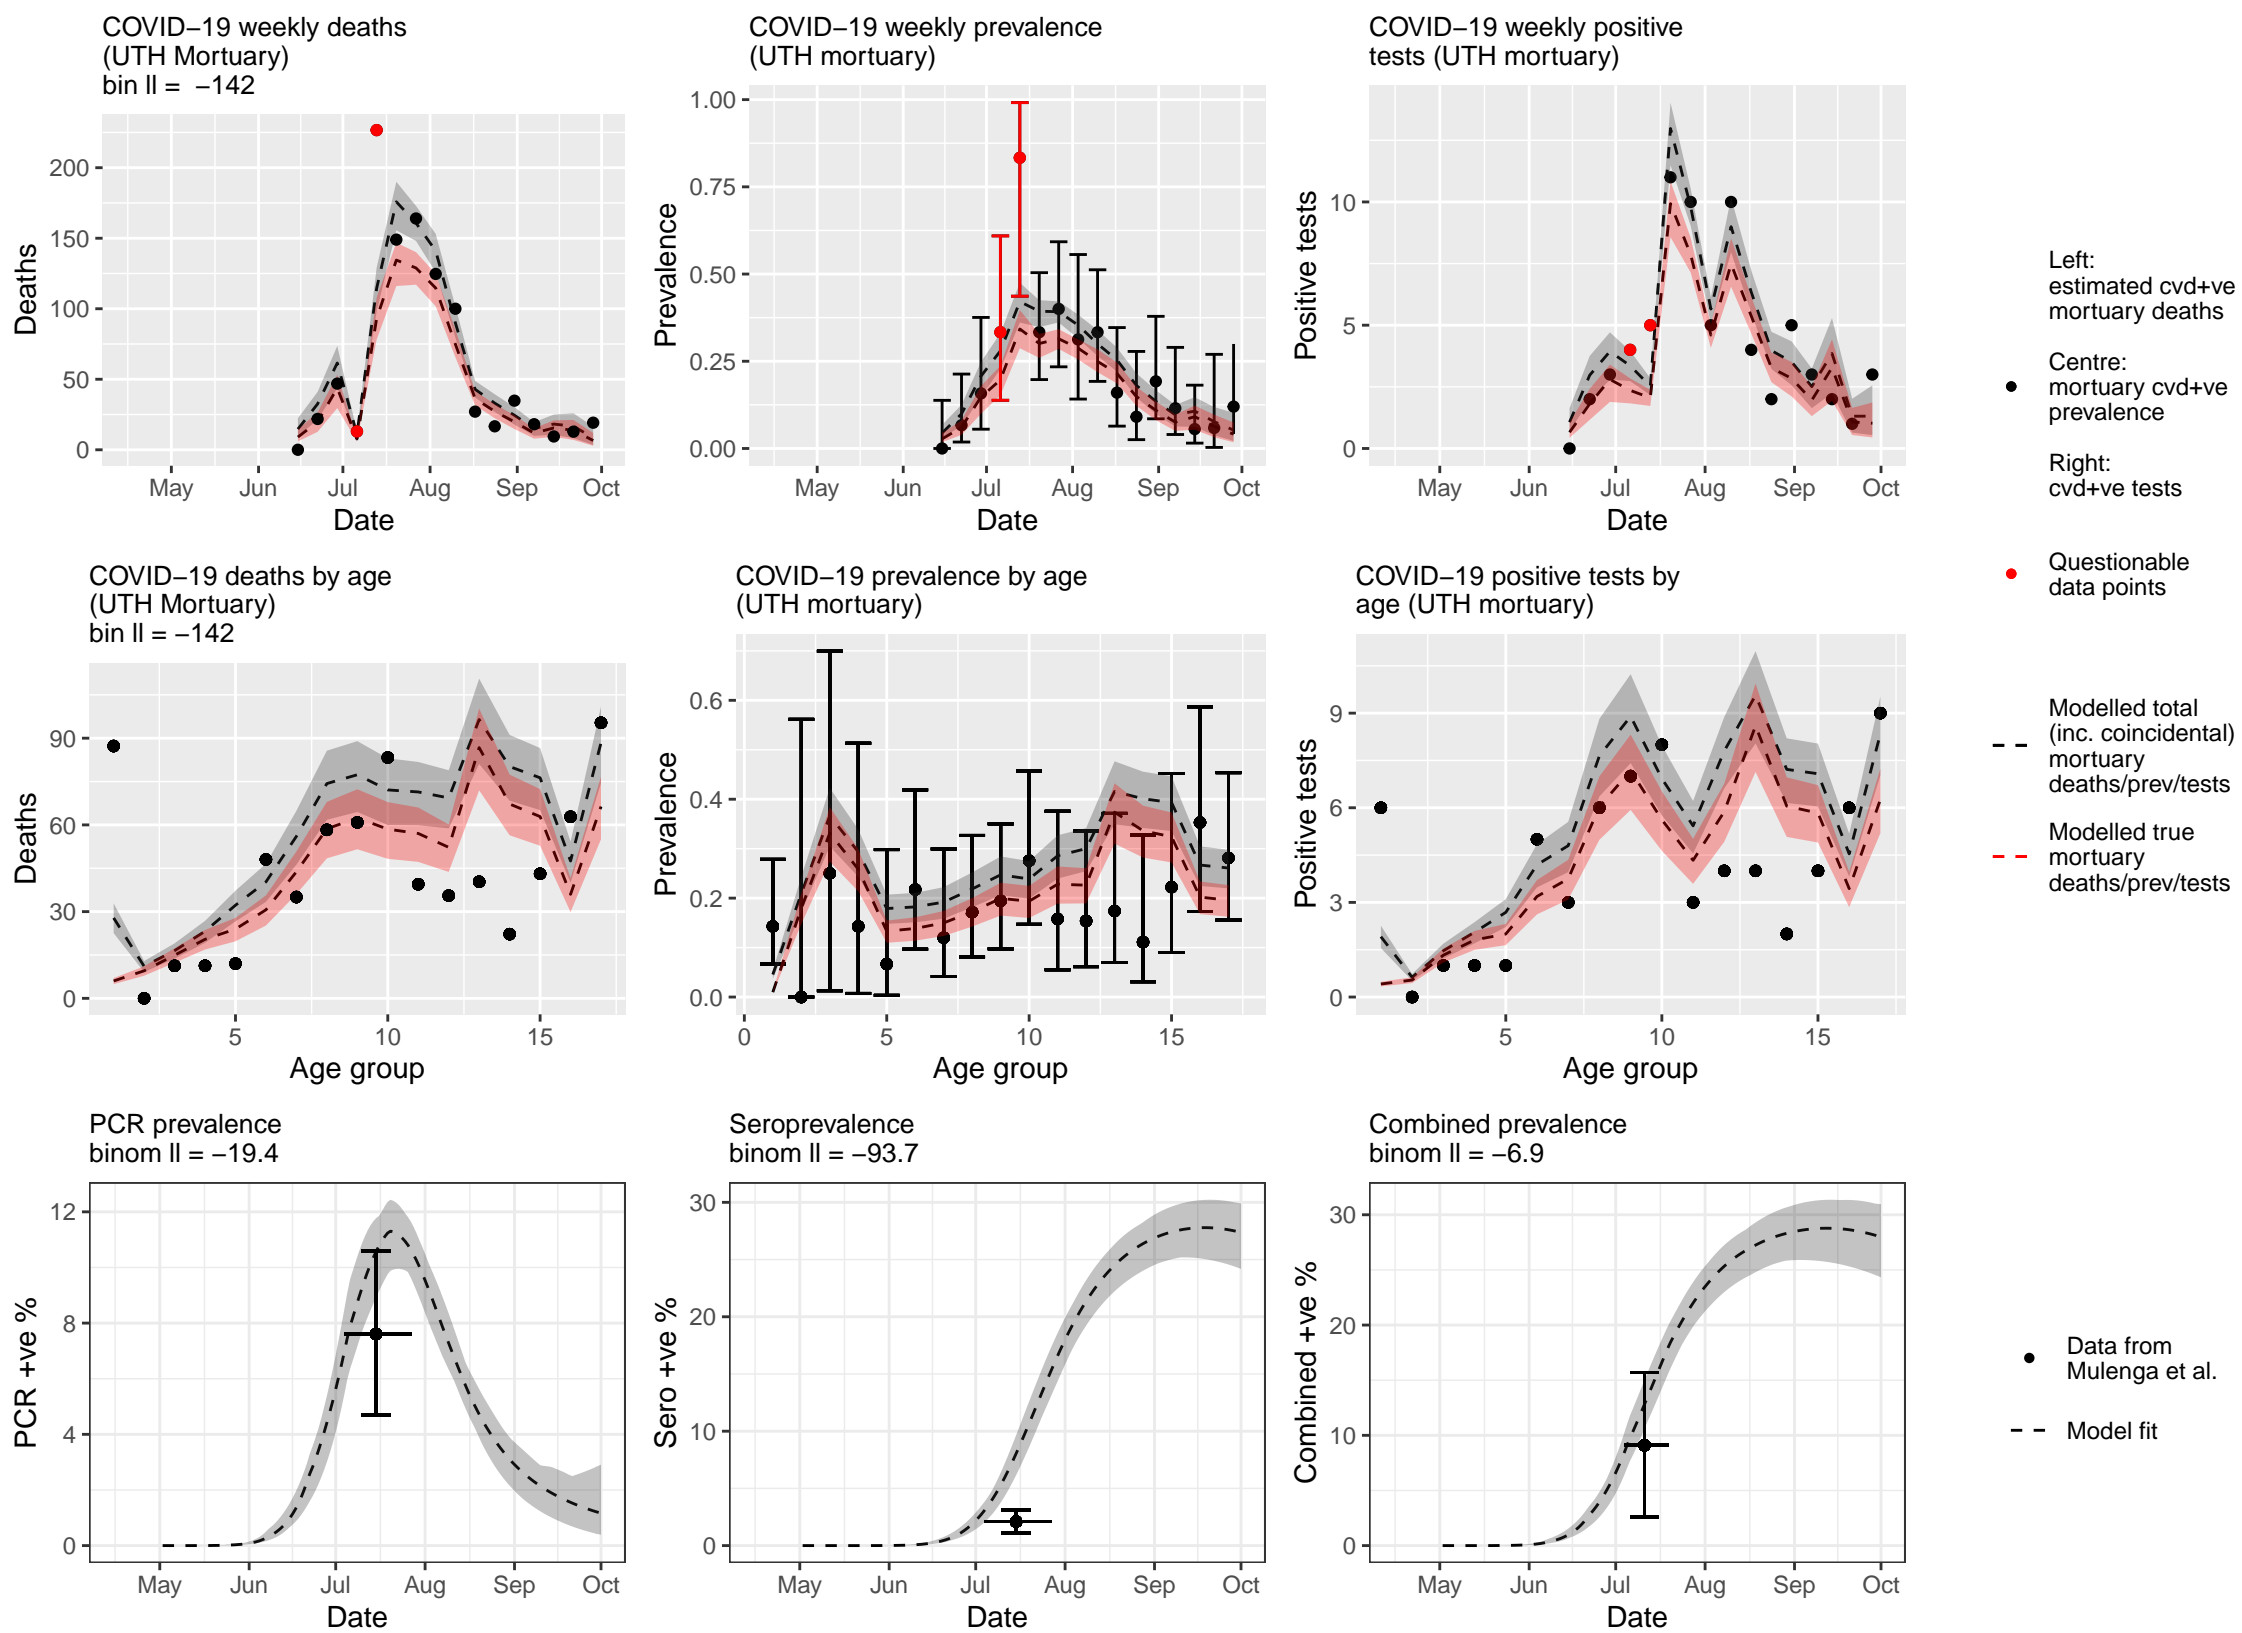 COVID−19 weekly deaths
(UTH Mortuary)
bin ll =  −142
Deaths
200
150
100
50
0
May Jun Jul Aug Sep Oct
Date
COVID−19 weekly prevalence
(UTH mortuary)
Prevalence
1.00
0.75
0.50
0.25
0.00
May Jun Jul Aug Sep Oct
Date
COVID−19 weekly positive
tests (UTH mortuary)
Positive tests
10
5
0
May Jun Jul Aug Sep Oct
Date
Left:
estimated cvd+ve
mortuary deaths
Centre:
mortuary cvd+ve
prevalence
Right:
cvd+ve tests
Questionable
data points
Modelled total
(inc. coincidental)
mortuary
deaths/prev/tests
Modelled true
mortuary
deaths/prev/tests
COVID−19 deaths by age
(UTH Mortuary)
bin ll = −142
Deaths
90
60
30
0
5 10 15
Age group
COVID−19 prevalence by age
(UTH mortuary)
Prevalence
0.6
0.4
0.2
0.0
0 5 10 15
Age group
COVID−19 positive tests by
age (UTH mortuary)
Positive tests
9
6
3
0
5 10 15
Age group
PCR prevalence
binom ll = −19.4
PCR +ve %
12
8
4
0
May Jun Jul Aug Sep Oct
Date
Seroprevalence
binom ll = −93.7
Sero +ve %
30
20
10
0
May Jun Jul Aug Sep Oct
Date
Combined prevalence
binom ll = −6.9
Combined +ve %
30
20
10
0
May Jun Jul Aug Sep Oct
Date
Data from
Mulenga et al.
Model fit